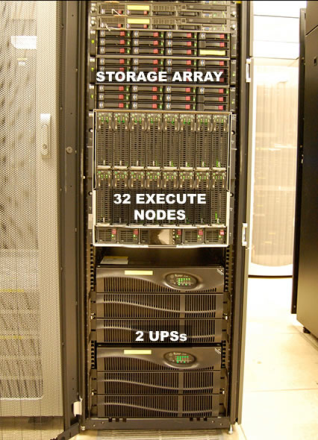 STORAGE ARRAY
32 EXECUTE
NODES
2 UPSs